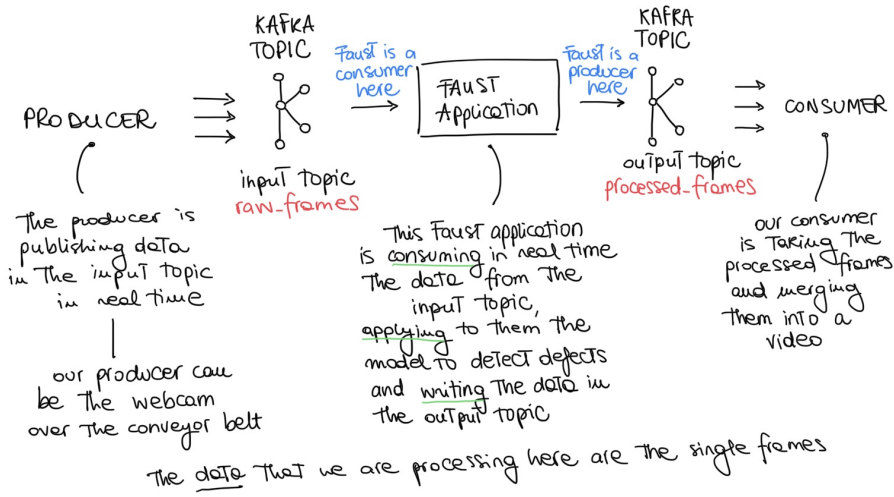 KAFKA
TOPIC
Faust is a
consumer
here
FAUST
Application
Faust is a
producer
here
KAFKA
TOPIC
PRODUCER
CONSUMER
input topic
raw_frames
output topic
processed_frames
The producer is
publishing data
in the input topic
in real time
our producer can
be the webcam
over the conveyor belt
This Faust application
is consuming in real time
the data from the
input topic,
applying to them the
model to detect defects
and writing the data in
the output topic
our consumer
is taking the
processed frames
and merging
them into a
video
The data that we are processing here are the single frames